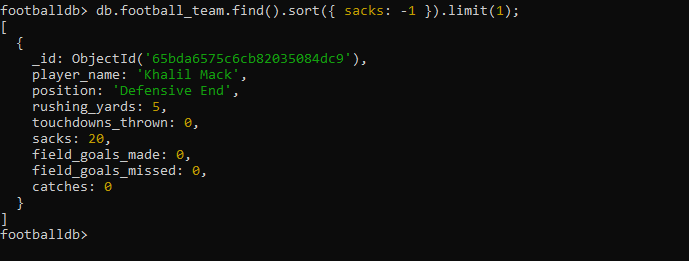 footballdb> db.football_team.find().sort({ sacks: -1 }).limit(1);
[
  {
    _id: ObjectId('65bda6575c6cb82035084dc9'),
    player_name: 'Khalil Mack',
    position: 'Defensive End',
    rushing_yards: 5,
    touchdowns_thrown: 0,
    sacks: 20,
    field_goals_made: 0,
    field_goals_missed: 0,
    catches: 0
  }
]
footballdb>